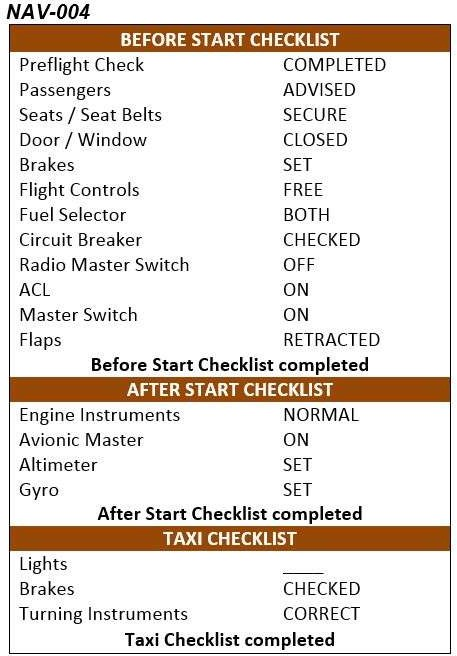 NAV-004
BEFORE START CHECKLIST
Preflight Check COMPLETED
Passengers ADVISED
Seats / Seat Belts SECURE
Door / Window CLOSED
Brakes SET
Flight Controls FREE
Fuel Selector BOTH
Circuit Breaker CHECKED
Radio Master Switch OFF
ACL ON
Master Switch ON
Flaps RETRACTED
Before Start Checklist completed
AFTER START CHECKLIST
Engine Instruments NORMAL
Avionic Master ON
Altimeter SET
Gyro SET
After Start Checklist completed
TAXI CHECKLIST
Lights ____
Brakes CHECKED
Turning Instruments CORRECT
Taxi Checklist completed